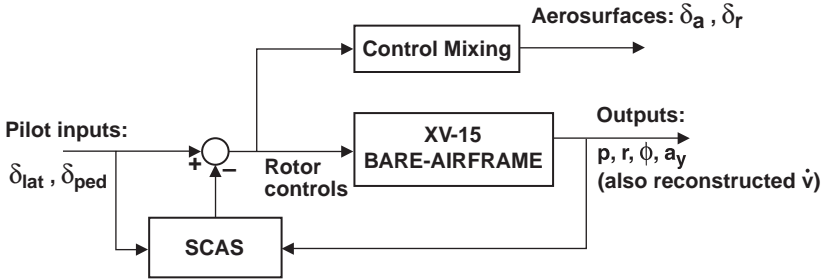 Aerosurfaces: δa , δr
Control Mixing
Pilot inputs:
δlat , δped
+
−
Rotor
controls
XV-15
BARE-AIRFRAME
Outputs:
p, r, ϕ, ay
(also reconstructed v̇)
SCAS